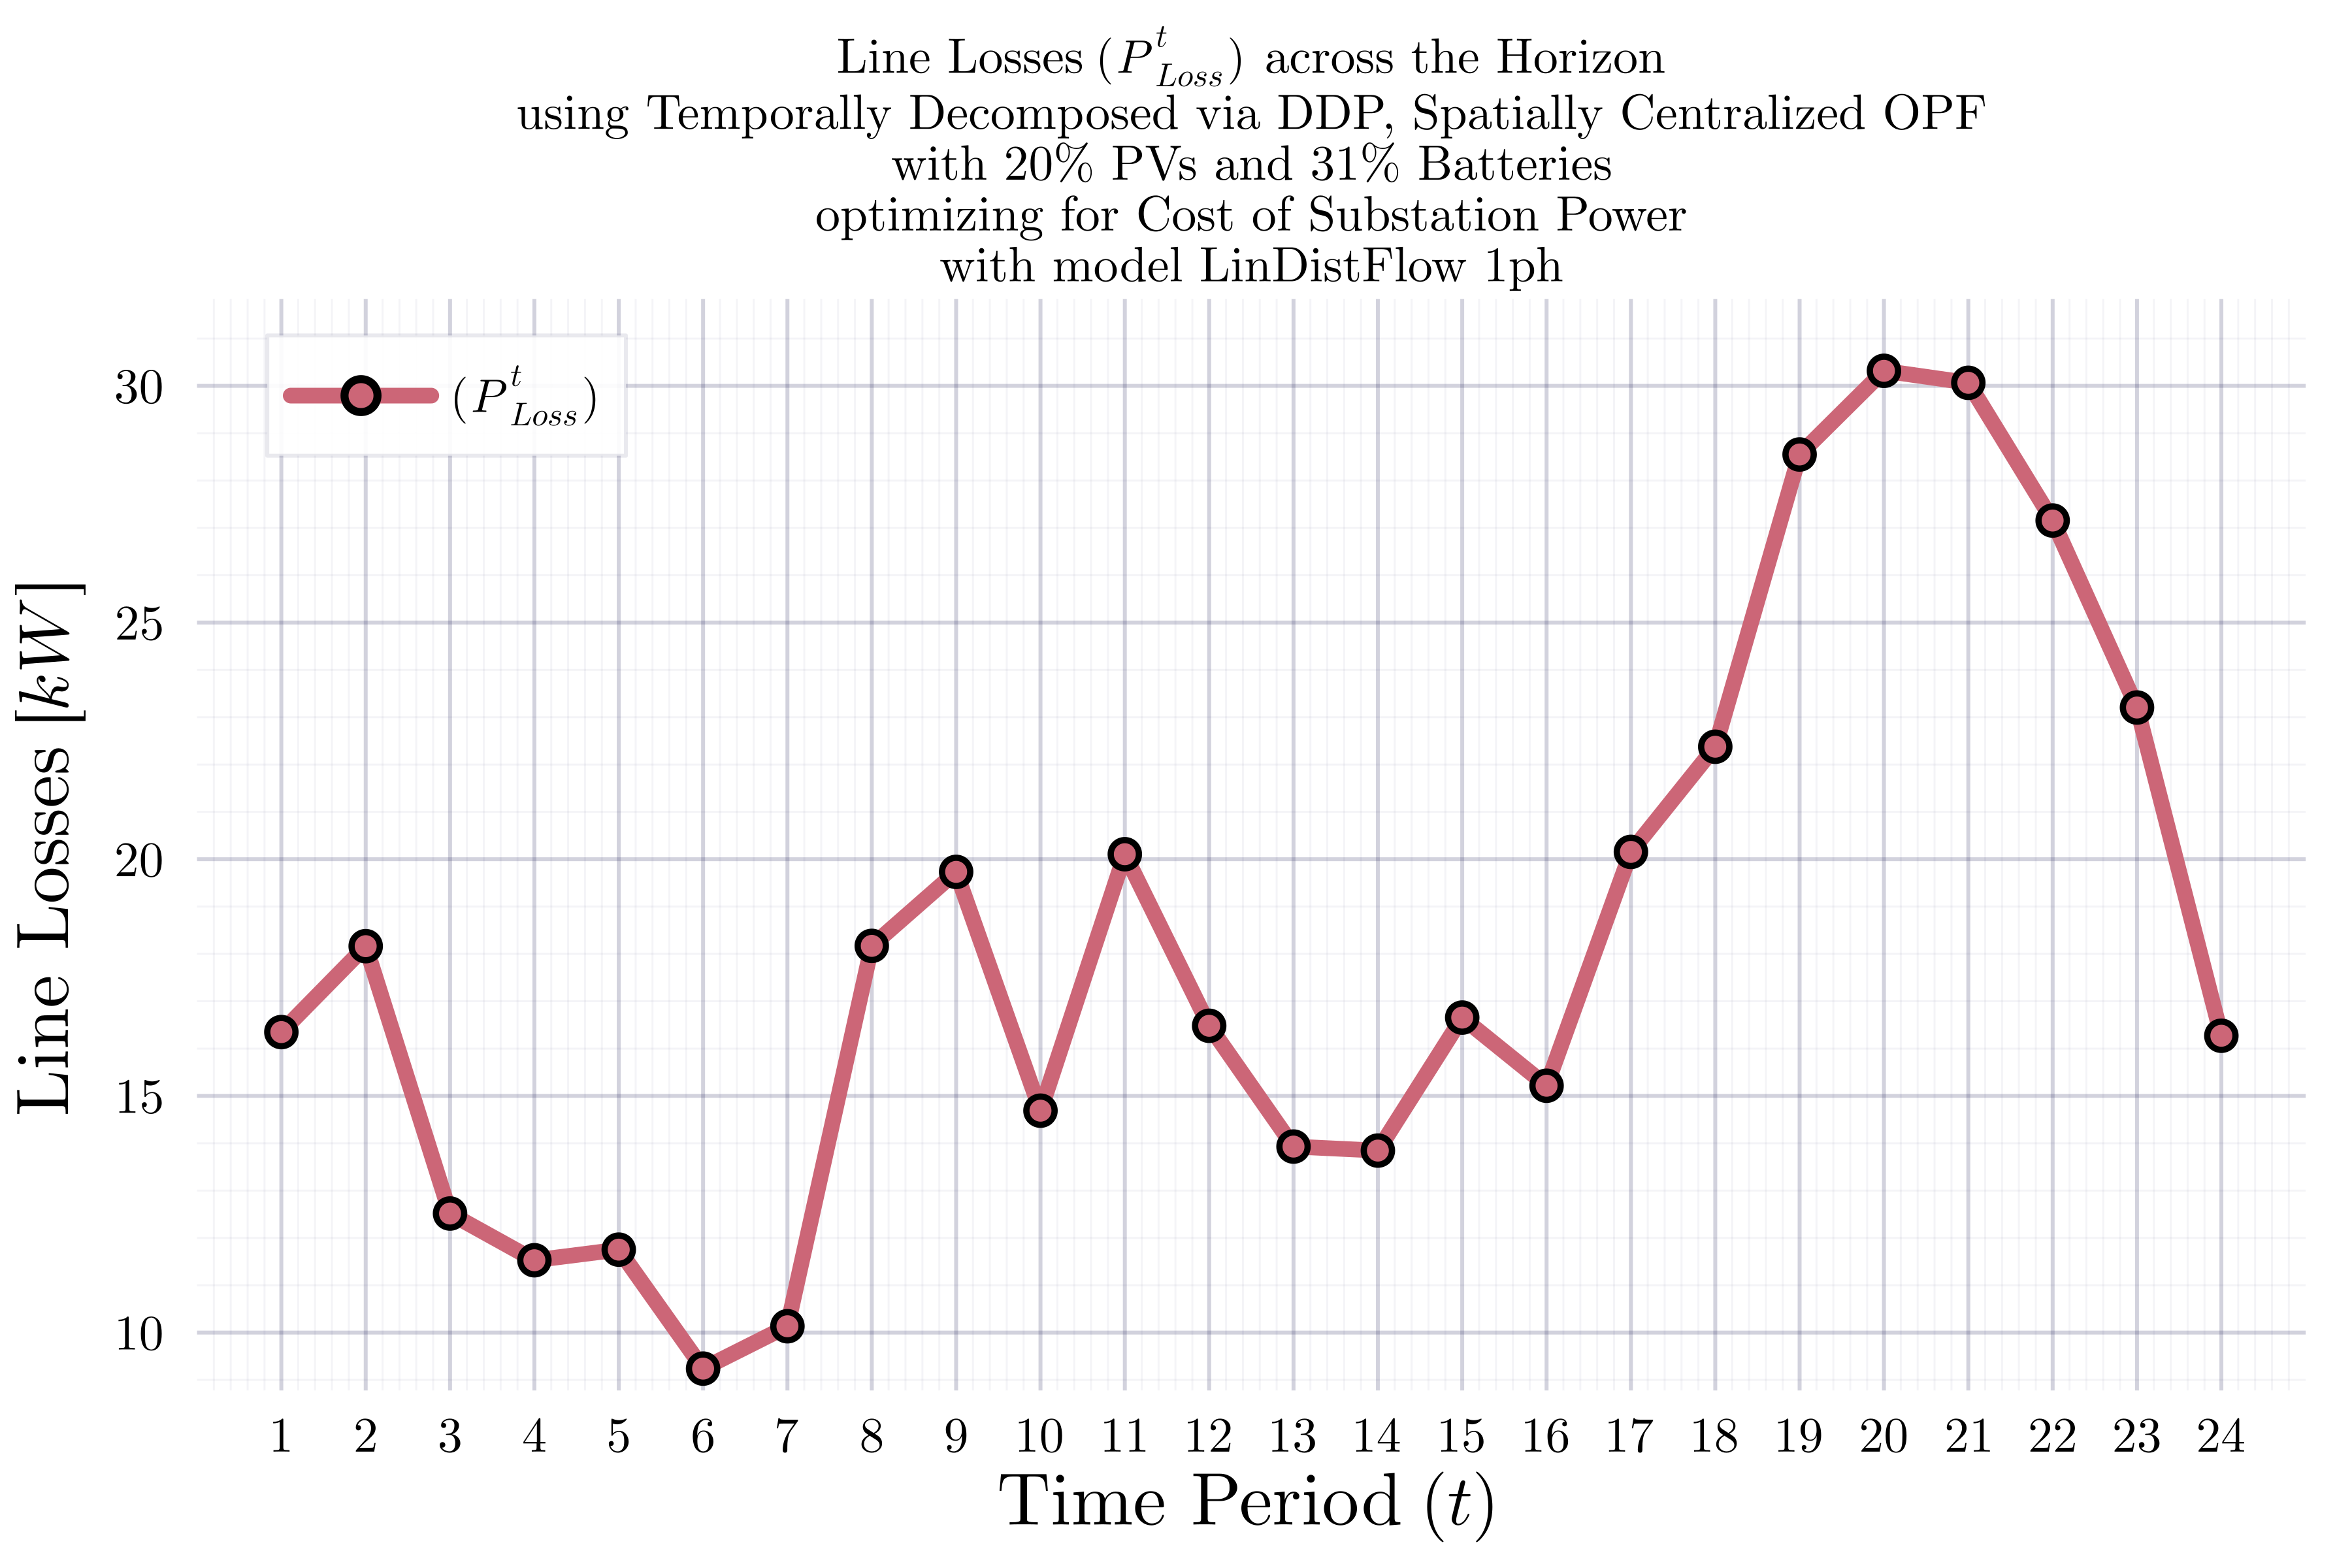 Line Losses (P^t_Loss) across the Horizon
using Temporally Decomposed via DDP, Spatially Centralized OPF
with 20% PVs and 31% Batteries
optimizing for Cost of Substation Power
with model LinDistFlow 1ph
(P^t_Loss)
30
25
20
15
10
Line Losses [kW]
1 2 3 4 5 6 7 8 9 10 11 12 13 14 15 16 17 18 19 20 21 22 23 24
Time Period (t)